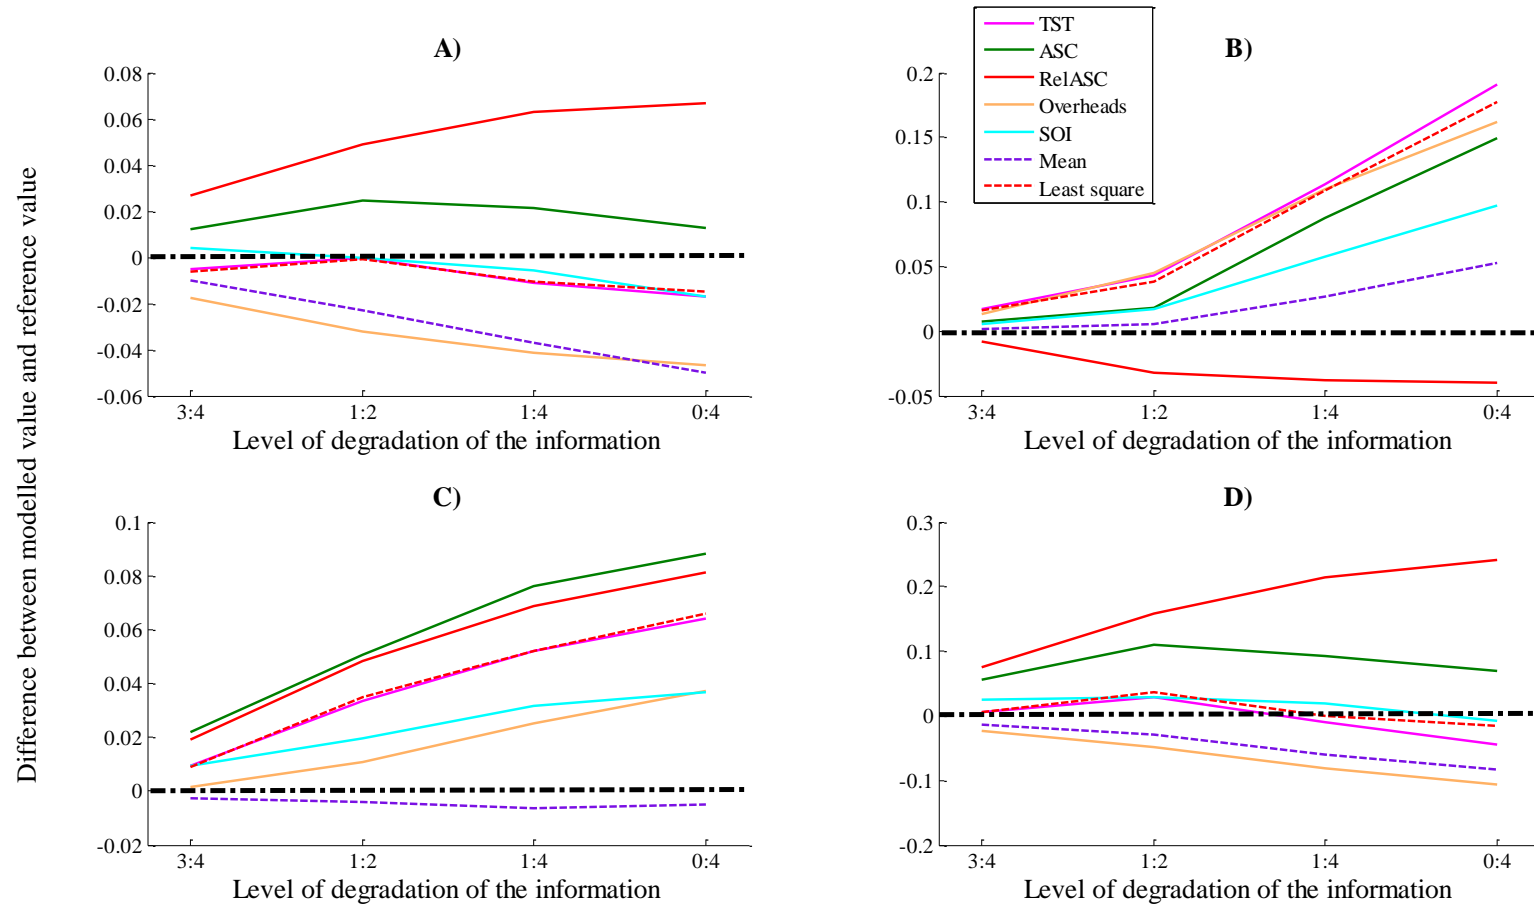 Difference between modelled value and reference value
A)
0.08
0.06
0.04
0.02
0
-0.02
-0.04
-0.06
3:4
1:2
1:4
0:4
Level of degradation of the information
B)
TST
ASC
RelASC
Overheads
SOI
Mean
Least square
0.2
0.15
0.1
0.05
0
-0.05
3:4
1:2
1:4
0:4
Level of degradation of the information
C)
0.1
0.08
0.06
0.04
0.02
0
-0.02
3:4
1:2
1:4
0:4
Level of degradation of the information
D)
0.3
0.2
0.1
0
-0.1
-0.2
3:4
1:2
1:4
0:4
Level of degradation of the information